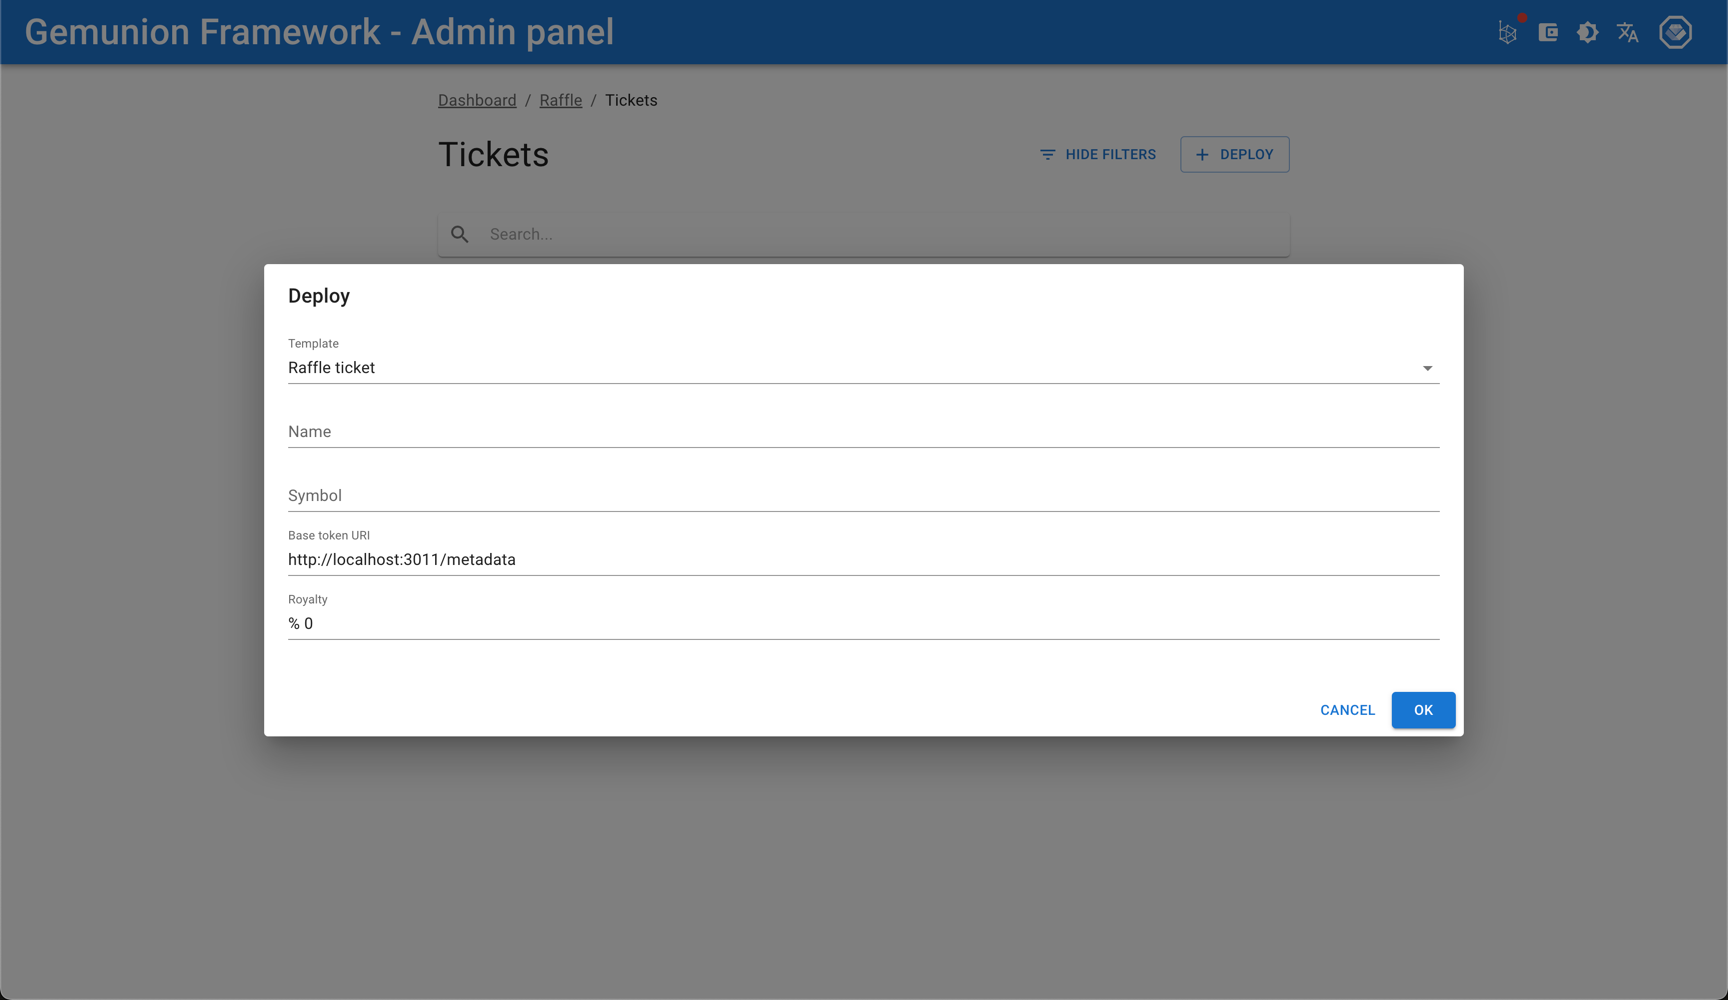 Gemunion Framework - Admin panel
Dashboard / Raffle / Tickets
Tickets
HIDE FILTERS
+ DEPLOY
Search...
Deploy
Template
Raffle ticket
Name
Symbol
Base token URI
http://localhost:3011/metadata
Royalty
% 0
CANCEL
OK